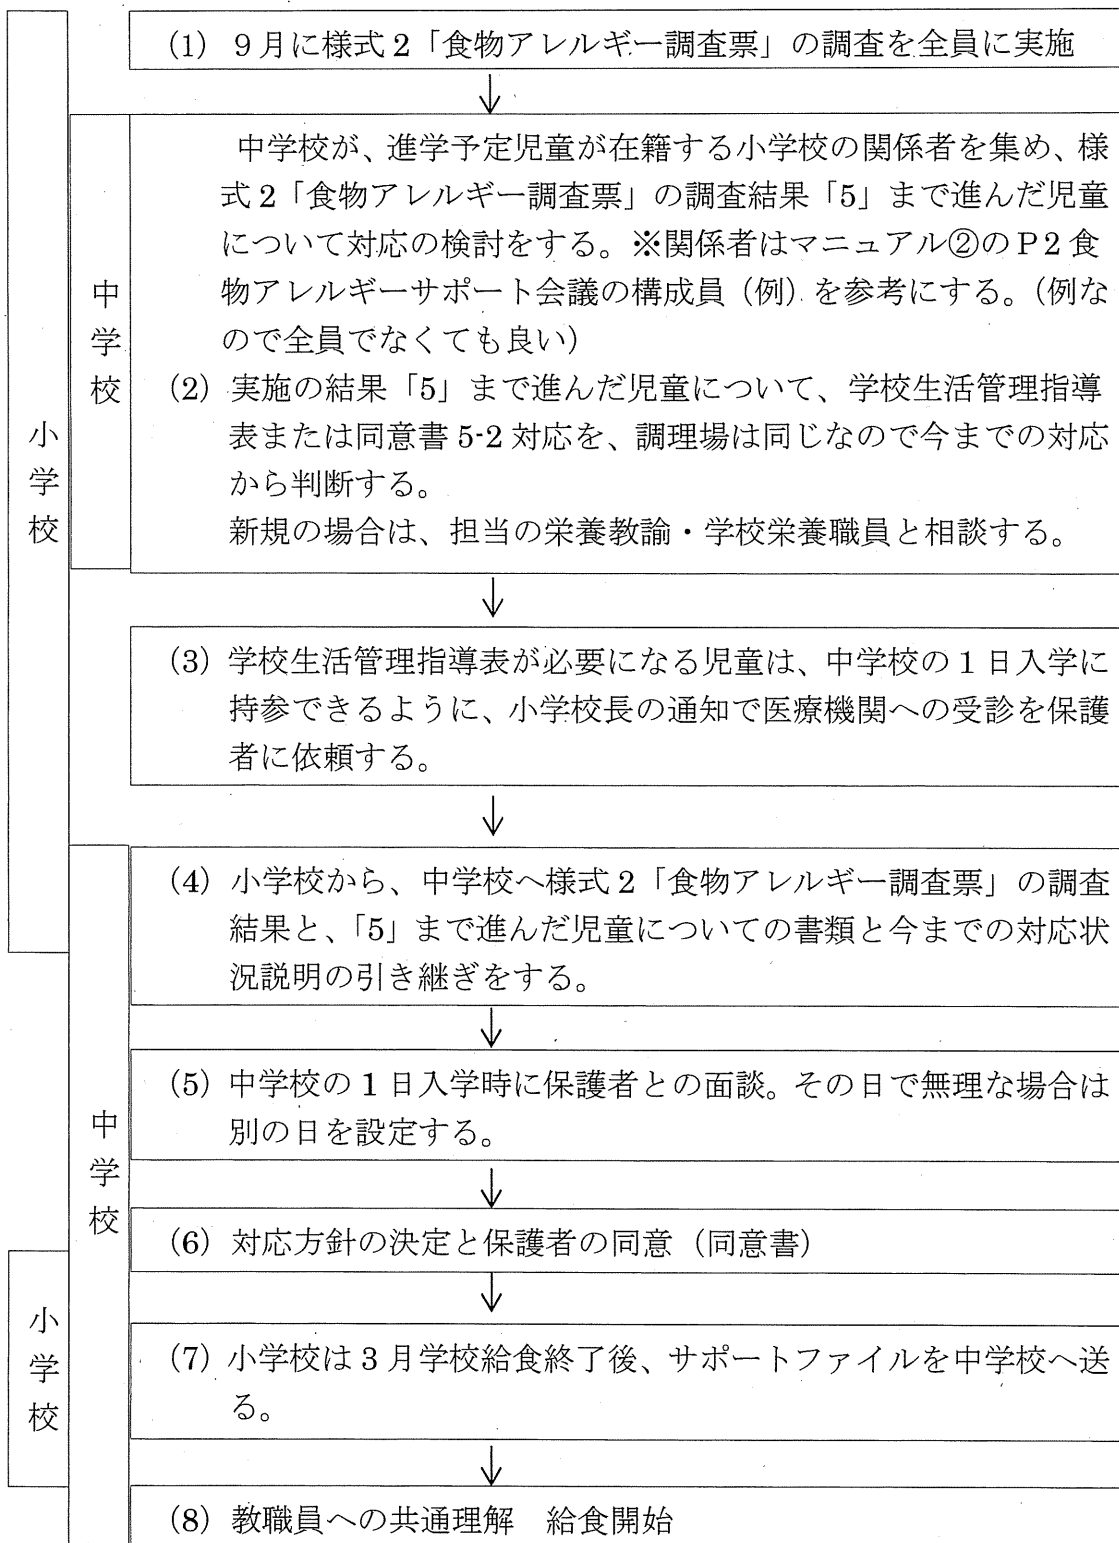 (1) 9月に様式2「食物アレルギー調査票」の調査を全員に実施
↓
中学校
中学校が、進学予定児童が在籍する小学校の関係者を集め、様
式2「食物アレルギー調査票」の調査結果「5」まで進んだ児童
について対応の検討をする。※関係者はマニュアル②のP2食
物アレルギーサポート会議の構成員（例）を参考にする。(例な
ので全員でなくても良い）
(2) 実施の結果「5」まで進んだ児童について、学校生活管理指導
表または同意書5-2対応を、調理場は同じなので今までの対応
から判断する。
新規の場合は、担当の栄養教諭・学校栄養職員と相談する。
小学校
↓
(3) 学校生活管理指導表が必要になる児童は、中学校の1日入学に
持参できるように、小学校長の通知で医療機関への受診を保護
者に依頼する。
↓
(4) 小学校から、中学校へ様式2「食物アレルギー調査票」の調査
結果と、「5」まで進んだ児童についての書類と今までの対応状
況説明の引き継ぎをする。
↓
(5) 中学校の1日入学時に保護者との面談。その日で無理な場合は
別の日を設定する。
中学校
↓
(6) 対応方針の決定と保護者の同意（同意書）
↓
小学校
(7) 小学校は3月学校給食終了後、サポートファイルを中学校へ送
る。
↓
(8) 教職員への共通理解　給食開始